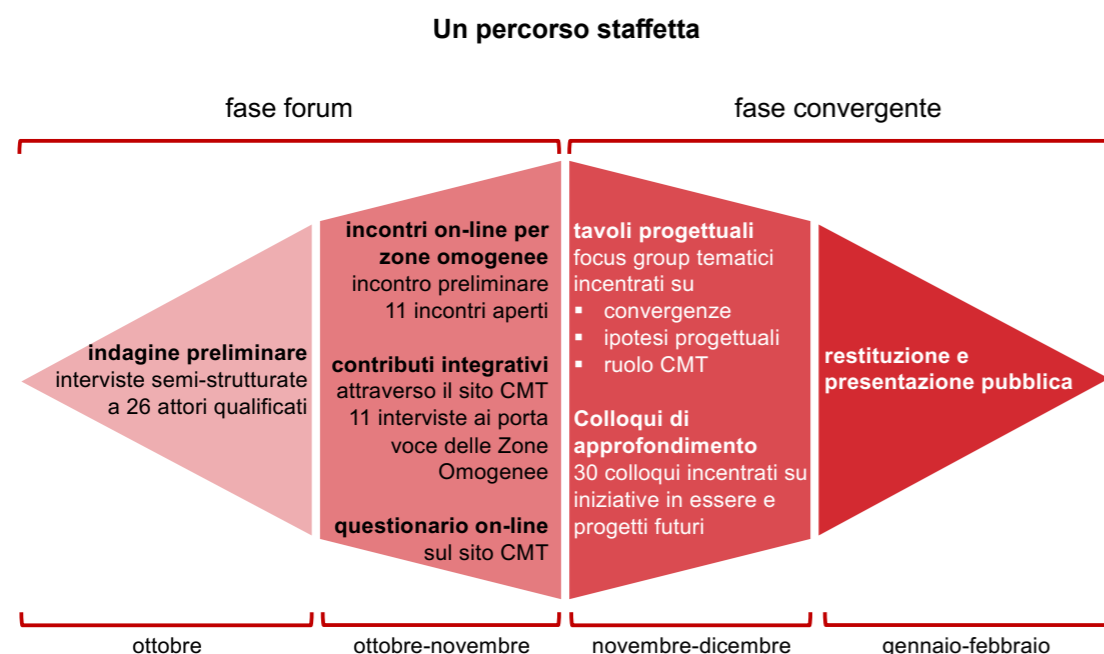 Un percorso staffetta
fase forum
fase convergente
indagine preliminare
interviste semi-strutturate
a 26 attori qualificati
incontri on-line per
zone omogenee
incontro preliminare
11 incontri aperti
contributi integrativi
attraverso il sito CMT
11 interviste ai porta
voce delle Zone
Omogenee
questionario on-line
sul sito CMT
tavoli progettuali
focus group tematici
incentrati su
▪ convergenze
▪ ipotesi progettuali
▪ ruolo CMT
Colloqui di
approfondimento
30 colloqui incentrati su
iniziative in essere e
progetti futuri
restituzione e
presentazione pubblica
ottobre
ottobre-novembre
novembre-dicembre
gennaio-febbraio